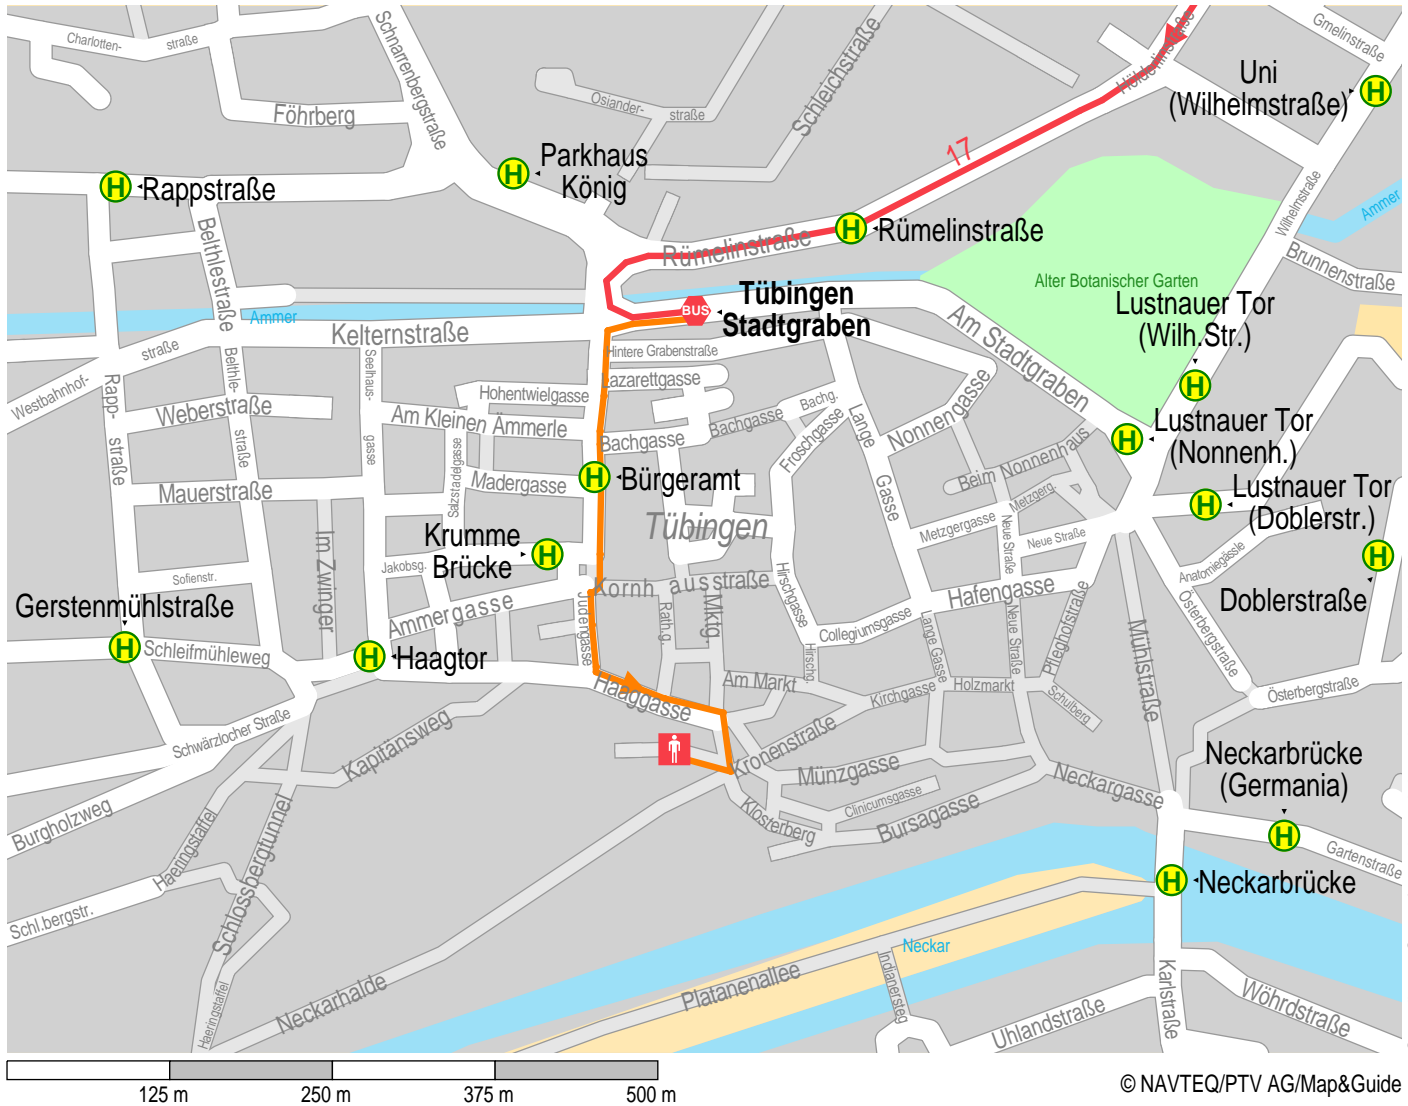 Charlotten-
straße
Schnarrenbergstraße
Föhrberg
Osiander-
straße
Schleichstraße
Hölderlinstraße
Gmelinstraße
Uni
(Wilhelmstraße)
H
17
Parkhaus
König
H
Rappstraße
H
Belthlestraße
Rümelinstraße
H
Rümelinstraße
Wilhelmstraße
Ammer
Brunnenstraße
Alter Botanischer Garten
BUS
Tübingen
Stadtgraben
Lustnauer Tor
(Wilh.Str.)
H
Am Stadtgraben
Ammer
Kelternstraße
straße
Westbahnhof-
Hintere Grabenstraße
Lazarettgasse
Seelhaus-
gasse
Belthle-
straße
Rapp-
straße
Weberstraße
Hohentwielgasse
Am Kleinen Ämmerle
Bachgasse
Bachgasse
Bachg.
Froschgasse
Lange
Gasse
Nonnengasse
H
Lustnauer Tor
(Nonnenh.)
Beim Nonnenhaus
Mauerstraße
Salzstadelgasse
Madergasse
H
Bürgeramt
Tübingen
Metzgergasse
Metzgerg.
Neue Straße
Neue Straße
H
Lustnauer Tor
(Doblerstr.)
Krumme
Brücke
H
Im Zwinger
Jakobsg.
Sofienstr.
Ammergasse
Kornhausstraße
Hirschgasse
Anatomiegässle
H
Doblerstraße
Österbergstraße
Hafengasse
Gerstenmühlstraße
H
Schleifmühleweg
H
Haagtor
Judengasse
Rath.g.
Mktg.
Collegiumsgasse
Hirschg.
Lange Gasse
Neue Straße
Pfleghofstraße
Mühlstraße
Haaggasse
Am Markt
Kirchgasse
Holzmarkt
Schulberg
Österbergstraße
Schwärzlocher Straße
Kapitänsweg
Kronenstraße
Münzgasse
Neckargasse
Neckarbrücke
(Germania)
H
Burgholzweg
Haeringstaffel
Schlossbergtunnel
Klosterberg
Clinicumsgasse
Bursagasse
Gartenstraße
H
Neckarbrücke
Schl.bergstr.
Haeringstaffel
Neckarhalde
Platanenallee
Neckar
Indianersteg
Uhlandstraße
Karlstraße
Wöhrdstraße
125 m
250 m
375 m
500 m
© NAVTEQ/PTV AG/Map&Guide